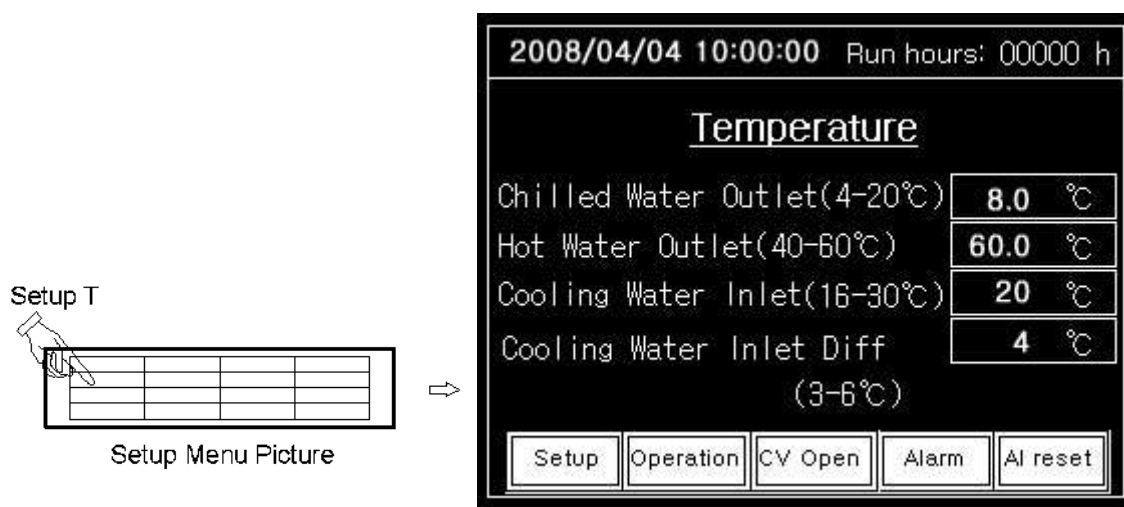 Setup T
Setup Menu Picture
2008/04/04 10:00:00 Run hours: 00000 h
Temperature
Chilled Water Outlet(4-20℃) 8.0 ℃
Hot Water Outlet(40-60℃) 60.0 ℃
Cooling Water Inlet(16-30℃) 20 ℃
Cooling Water Inlet Diff 4 ℃
(3-6℃)
Setup Operation CV Open Alarm Al reset